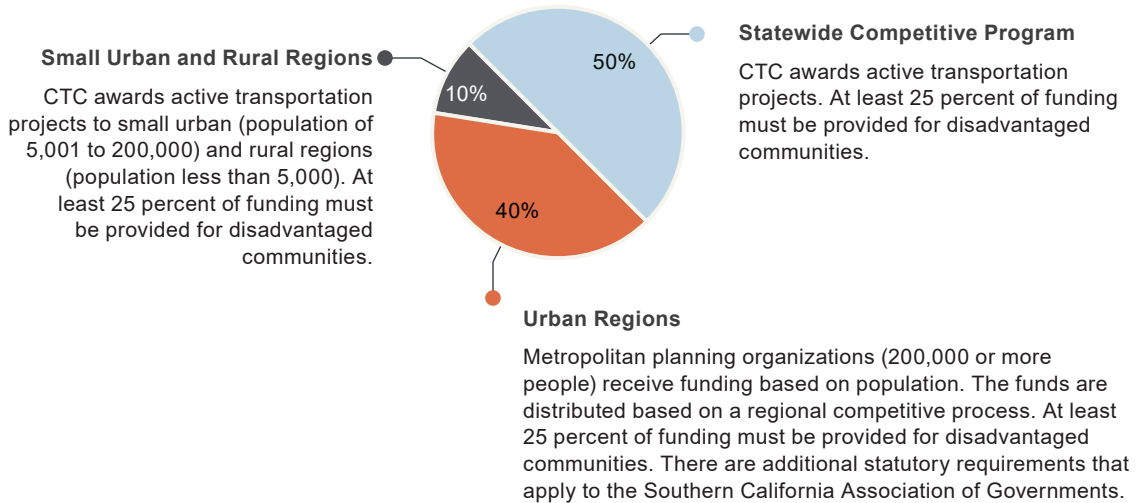 Small Urban and Rural Regions
CTC awards active transportation
projects to small urban (population of
5,001 to 200,000) and rural regions
(population less than 5,000). At
least 25 percent of funding must
be provided for disadvantaged
communities.
10%
50%
40%
Statewide Competitive Program
CTC awards active transportation
projects. At least 25 percent of funding
must be provided for disadvantaged
communities.
Urban Regions
Metropolitan planning organizations (200,000 or more
people) receive funding based on population. The funds are
distributed based on a regional competitive process. At least
25 percent of funding must be provided for disadvantaged
communities. There are additional statutory requirements that
apply to the Southern California Association of Governments.